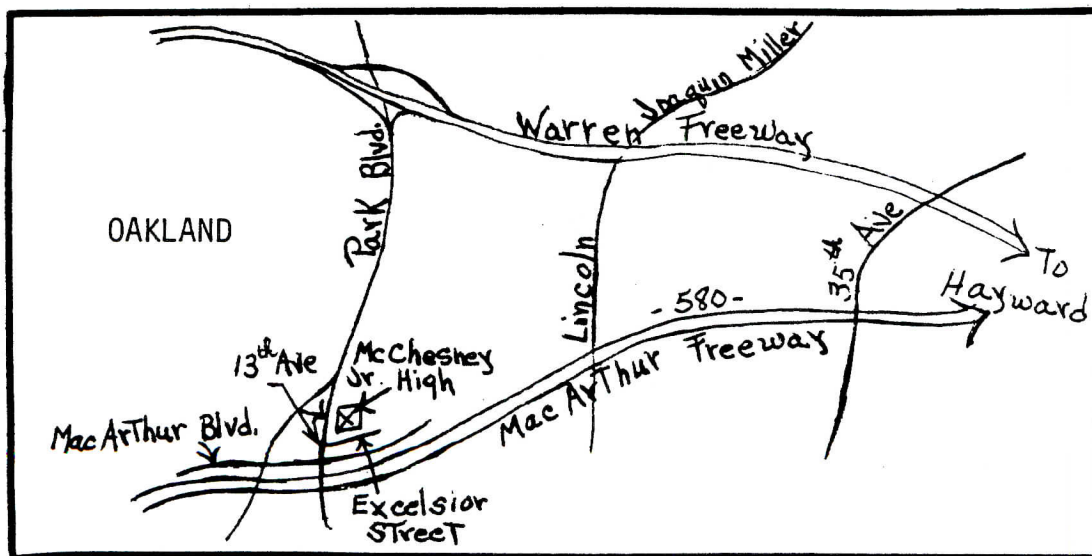 Joaquin Miller
Warren Freeway
Park Blvd.
OAKLAND
35th Ave
To
Hayward
Lincoln
- 580 -
MacArThur Freeway
13th Ave
McChesney
Jr. High
MacArThur Blvd.
Excelsior
STreeT